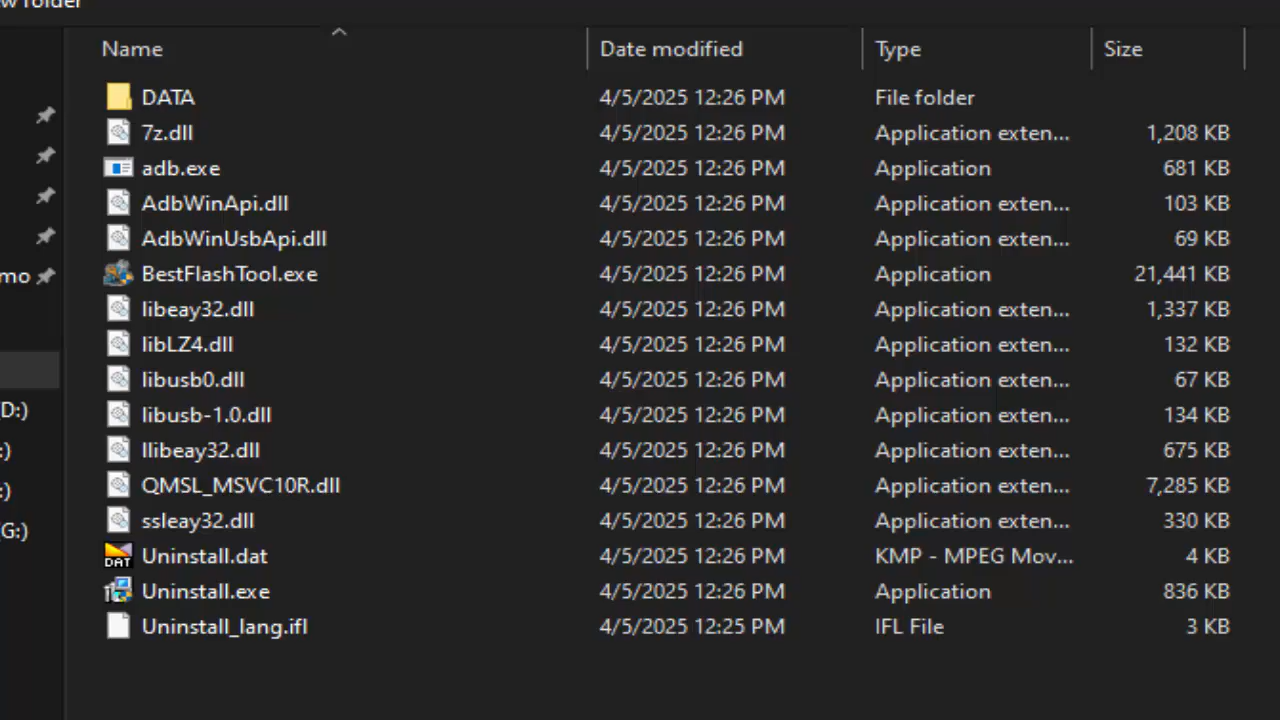 w folder
Name Date modified Type Size
DATA 4/5/2025 12:26 PM File folder
7z.dll 4/5/2025 12:26 PM Application exten... 1,208 KB
adb.exe 4/5/2025 12:26 PM Application 681 KB
AdbWinApi.dll 4/5/2025 12:26 PM Application exten... 103 KB
AdbWinUsbApi.dll 4/5/2025 12:26 PM Application exten... 69 KB
mo BestFlashTool.exe 4/5/2025 12:26 PM Application 21,441 KB
libeay32.dll 4/5/2025 12:26 PM Application exten... 1,337 KB
libLZ4.dll 4/5/2025 12:26 PM Application exten... 132 KB
libusb0.dll 4/5/2025 12:26 PM Application exten... 67 KB
D:) libusb-1.0.dll 4/5/2025 12:26 PM Application exten... 134 KB
:) llibeay32.dll 4/5/2025 12:26 PM Application exten... 675 KB
:) QMSL_MSVC10R.dll 4/5/2025 12:26 PM Application exten... 7,285 KB
G:) ssleay32.dll 4/5/2025 12:26 PM Application exten... 330 KB
DAT Uninstall.dat 4/5/2025 12:26 PM KMP - MPEG Mov... 4 KB
Uninstall.exe 4/5/2025 12:26 PM Application 836 KB
Uninstall_lang.ifl 4/5/2025 12:25 PM IFL File 3 KB